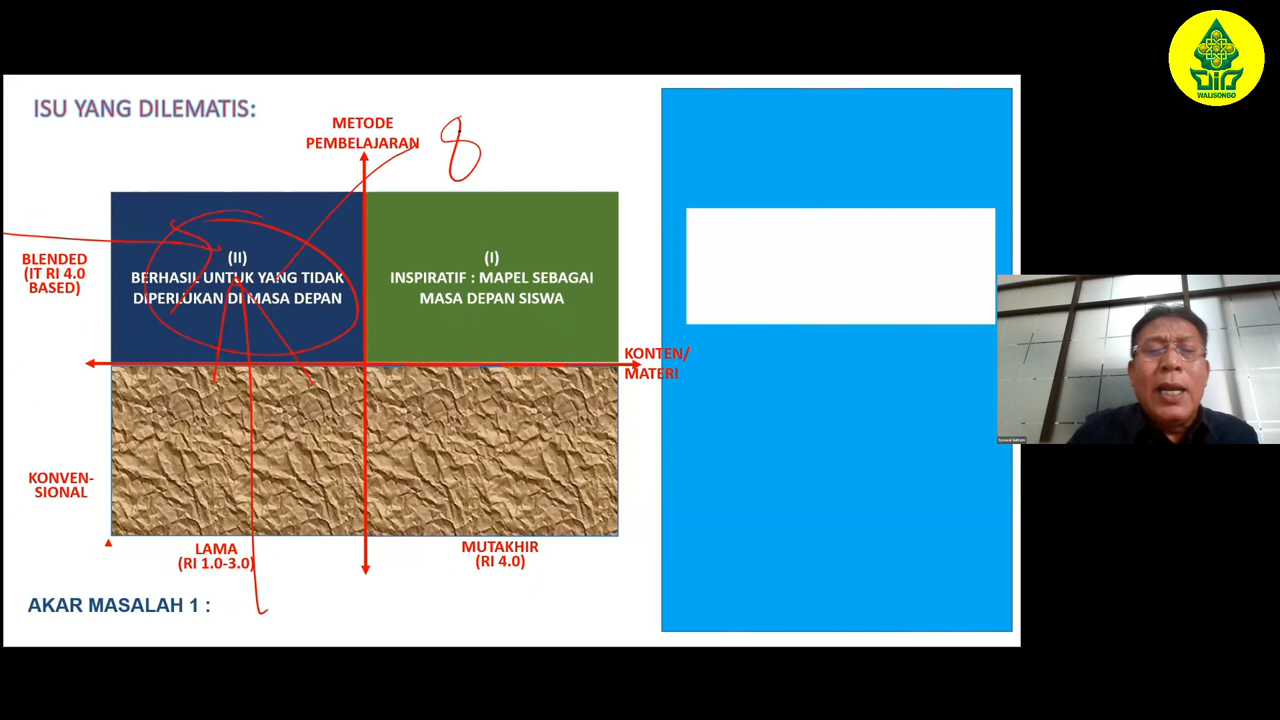 ISU YANG DILEMATIS:
METODE
PEMBELAJARAN
8
BLENDED
(IT RI 4.0
BASED)
(II)
BERHASIL UNTUK YANG TIDAK
DIPERLUKAN DI MASA DEPAN
(I)
INSPIRATIF : MAPEL SEBAGAI
MASA DEPAN SISWA
KONTEN/
MATERI
KONVEN-
SIONAL
LAMA
(RI 1.0-3.0)
MUTAKHIR
(RI 4.0)
AKAR MASALAH 1 :
WALISONGO